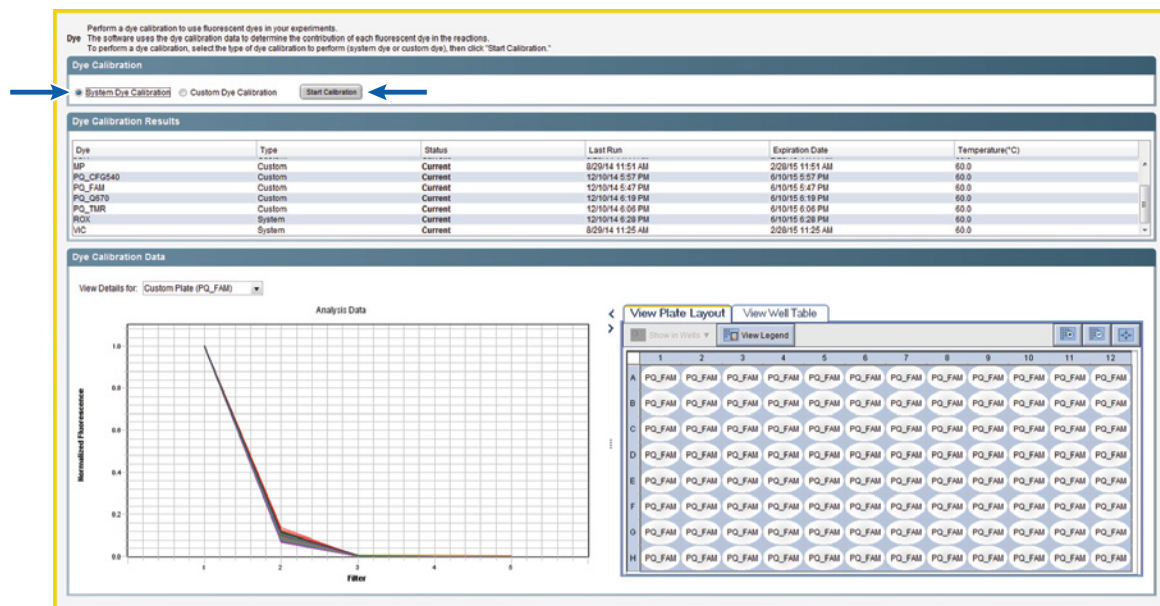 Perform a dye calibration to use fluorescent dyes in your experiments.
Dye The software uses the dye calibration data to determine the contribution of each fluorescent dye in the reactions.
To perform a dye calibration, select the type of dye calibration to perform (system dye or custom dye), then click "Start Calibration."
Dye Calibration
System Dye Calibration Custom Dye Calibration Start Calibration
Dye Calibration Results
Dye Type Status Last Run Expiration Date Temperature(°C)
MP Custom Current 8/29/14 11:51 AM 2/28/15 11:51 AM 60.0
PQ_CFG540 Custom Current 12/10/14 5:57 PM 6/10/15 5:57 PM 60.0
PQ_FAM Custom Current 12/10/14 5:47 PM 6/10/15 5:47 PM 60.0
PQ_Q670 Custom Current 12/10/14 6:19 PM 6/10/15 6:19 PM 60.0
PQ_TMR Custom Current 12/10/14 6:06 PM 6/10/15 6:06 PM 60.0
ROX System Current 12/10/14 6:28 PM 6/10/15 6:28 PM 60.0
VIC System Current 8/29/14 11:25 AM 2/28/15 11:25 AM 60.0
Dye Calibration Data
View Details for: Custom Plate (PQ_FAM)
Analysis Data
1.0
0.8
0.6
0.4
0.2
0.0
Normalized Fluorescence
1 2 3 4 5
Filter
View Plate Layout View Well Table
Show in Wells View Legend
1 2 3 4 5 6 7 8 9 10 11 12
A PQ_FAM PQ_FAM PQ_FAM PQ_FAM PQ_FAM PQ_FAM PQ_FAM PQ_FAM PQ_FAM PQ_FAM PQ_FAM PQ_FAM
B PQ_FAM PQ_FAM PQ_FAM PQ_FAM PQ_FAM PQ_FAM PQ_FAM PQ_FAM PQ_FAM PQ_FAM PQ_FAM PQ_FAM
C PQ_FAM PQ_FAM PQ_FAM PQ_FAM PQ_FAM PQ_FAM PQ_FAM PQ_FAM PQ_FAM PQ_FAM PQ_FAM PQ_FAM
D PQ_FAM PQ_FAM PQ_FAM PQ_FAM PQ_FAM PQ_FAM PQ_FAM PQ_FAM PQ_FAM PQ_FAM PQ_FAM PQ_FAM
E PQ_FAM PQ_FAM PQ_FAM PQ_FAM PQ_FAM PQ_FAM PQ_FAM PQ_FAM PQ_FAM PQ_FAM PQ_FAM PQ_FAM
F PQ_FAM PQ_FAM PQ_FAM PQ_FAM PQ_FAM PQ_FAM PQ_FAM PQ_FAM PQ_FAM PQ_FAM PQ_FAM PQ_FAM
G PQ_FAM PQ_FAM PQ_FAM PQ_FAM PQ_FAM PQ_FAM PQ_FAM PQ_FAM PQ_FAM PQ_FAM PQ_FAM PQ_FAM
H PQ_FAM PQ_FAM PQ_FAM PQ_FAM PQ_FAM PQ_FAM PQ_FAM PQ_FAM PQ_FAM PQ_FAM PQ_FAM PQ_FAM